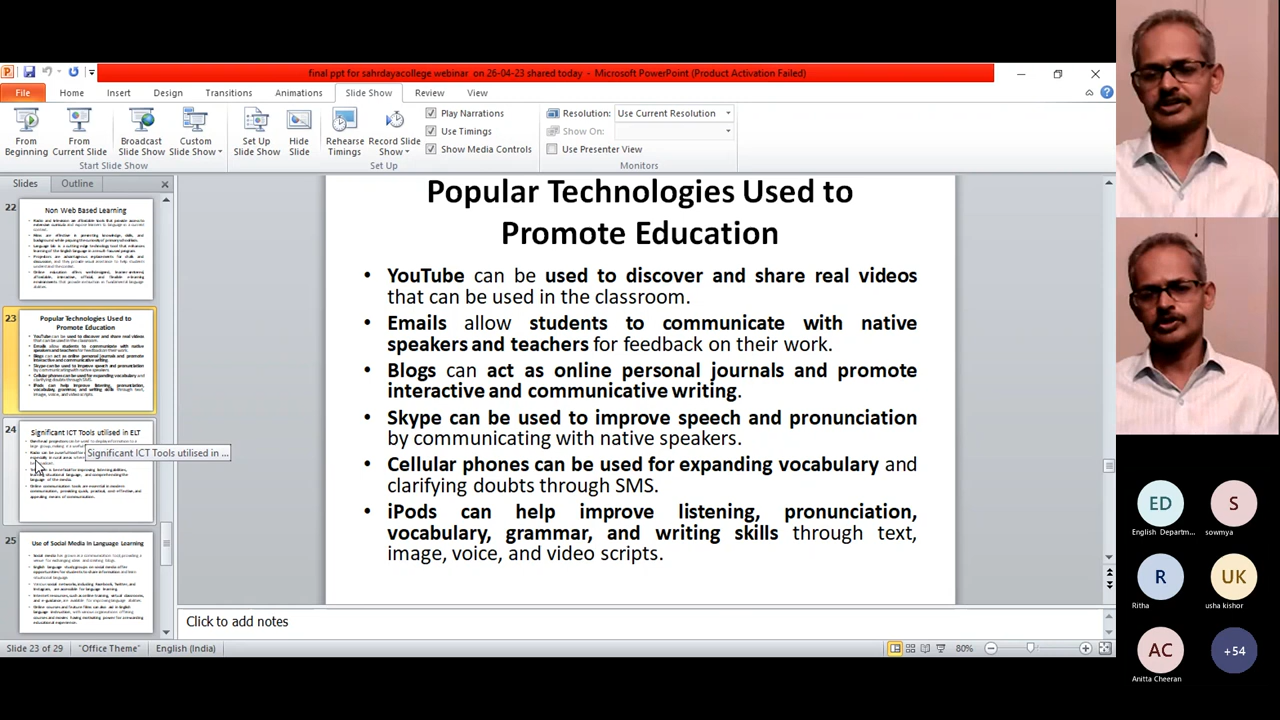 final ppt for sahrdayacollege webinar on 26-04-23 shared today - Microsoft PowerPoint (Product Activation Failed)
File Home Insert Design Transitions Animations Slide Show Review View
From Beginning
From Current Slide
Broadcast Slide Show
Custom Slide Show
Start Slide Show
Set Up Slide Show
Hide Slide
Rehearse Timings
Record Slide Show
Play Narrations
Use Timings
Show Media Controls
Set Up
Resolution: Use Current Resolution
Show On:
Use Presenter View
Monitors
Slides Outline
22
Non Web Based Learning
23
Popular Technologies Used to
Promote Education
24
Significant ICT Tools utilised in ELT
Significant ICT Tools utilised in ...
25
Use of Social Media In Language Learning
Popular Technologies Used to
Promote Education
• YouTube can be used to discover and share real videos
that can be used in the classroom.
• Emails allow students to communicate with native
speakers and teachers for feedback on their work.
• Blogs can act as online personal journals and promote
interactive and communicative writing.
• Skype can be used to improve speech and pronunciation
by communicating with native speakers.
• Cellular phones can be used for expanding vocabulary and
clarifying doubts through SMS.
• iPods can help improve listening, pronunciation,
vocabulary, grammar, and writing skills through text,
image, voice, and video scripts.
Click to add notes
Slide 23 of 29 "Office Theme" English (India) 80%
ED S
English Departm... sowmya
R UK
Ritha usha kishor
AC +54
Anitta Cheeran